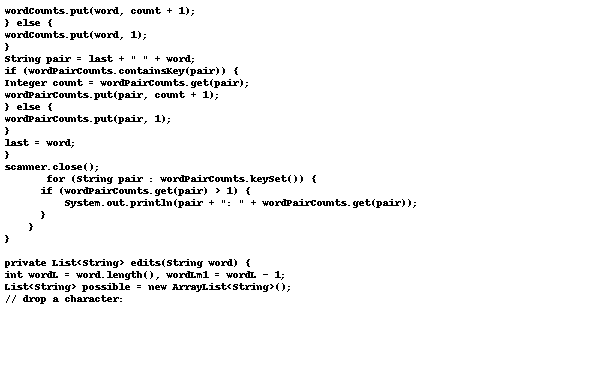 wordCounts.put(word, count + 1);
} else {
wordCounts.put(word, 1);
}
String pair = last + " " + word;
if (wordPairCounts.containsKey(pair)) {
Integer count = wordPairCounts.get(pair);
wordPairCounts.put(pair, count + 1);
} else {
wordPairCounts.put(pair, 1);
}
last = word;
}
scanner.close();
for (String pair : wordPairCounts.keySet()) {
if (wordPairCounts.get(pair) > 1) {
System.out.println(pair + ": " + wordPairCounts.get(pair));
}
}
}

private List<String> edits(String word) {
int wordL = word.length(), wordLm1 = wordL - 1;
List<String> possible = new ArrayList<String>();
// drop a character: